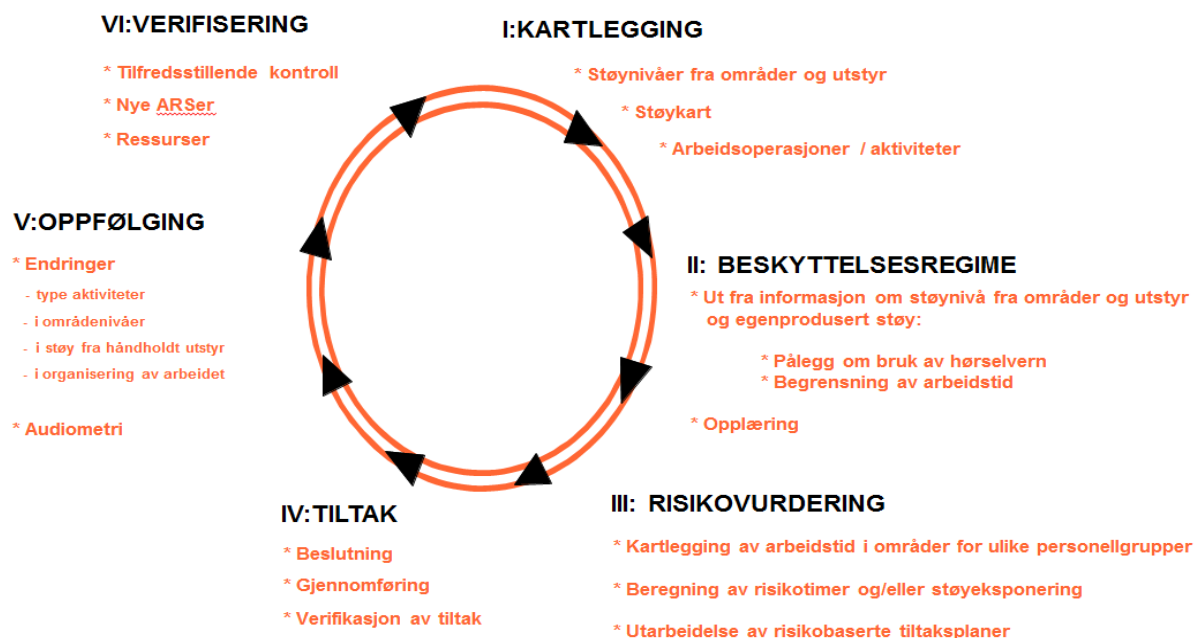 I:KARTLEGGING
* Støynivåer fra områder og utstyr
* Støykart
* Arbeidsoperasjoner / aktiviteter
II: BESKYTTELSESREGIME
* Ut fra informasjon om støynivå fra områder og utstyr
og egenprodusert støy:
* Pålegg om bruk av hørselvern
* Begrensning av arbeidstid
* Opplæring
III: RISIKOVURDERING
* Kartlegging av arbeidstid i områder for ulike personellgrupper
* Beregning av risikotimer og/eller støyeksponering
* Utarbeidelse av risikobaserte tiltaksplaner
IV:TILTAK
* Beslutning
* Gjennomføring
* Verifikasjon av tiltak
V:OPPFØLGING
* Endringer
- type aktiviteter
- i områdenivåer
- i støy fra håndholdt utstyr
- i organisering av arbeidet
* Audiometri
VI:VERIFISERING
* Tilfredsstillende kontroll
* Nye ARSer
* Ressurser